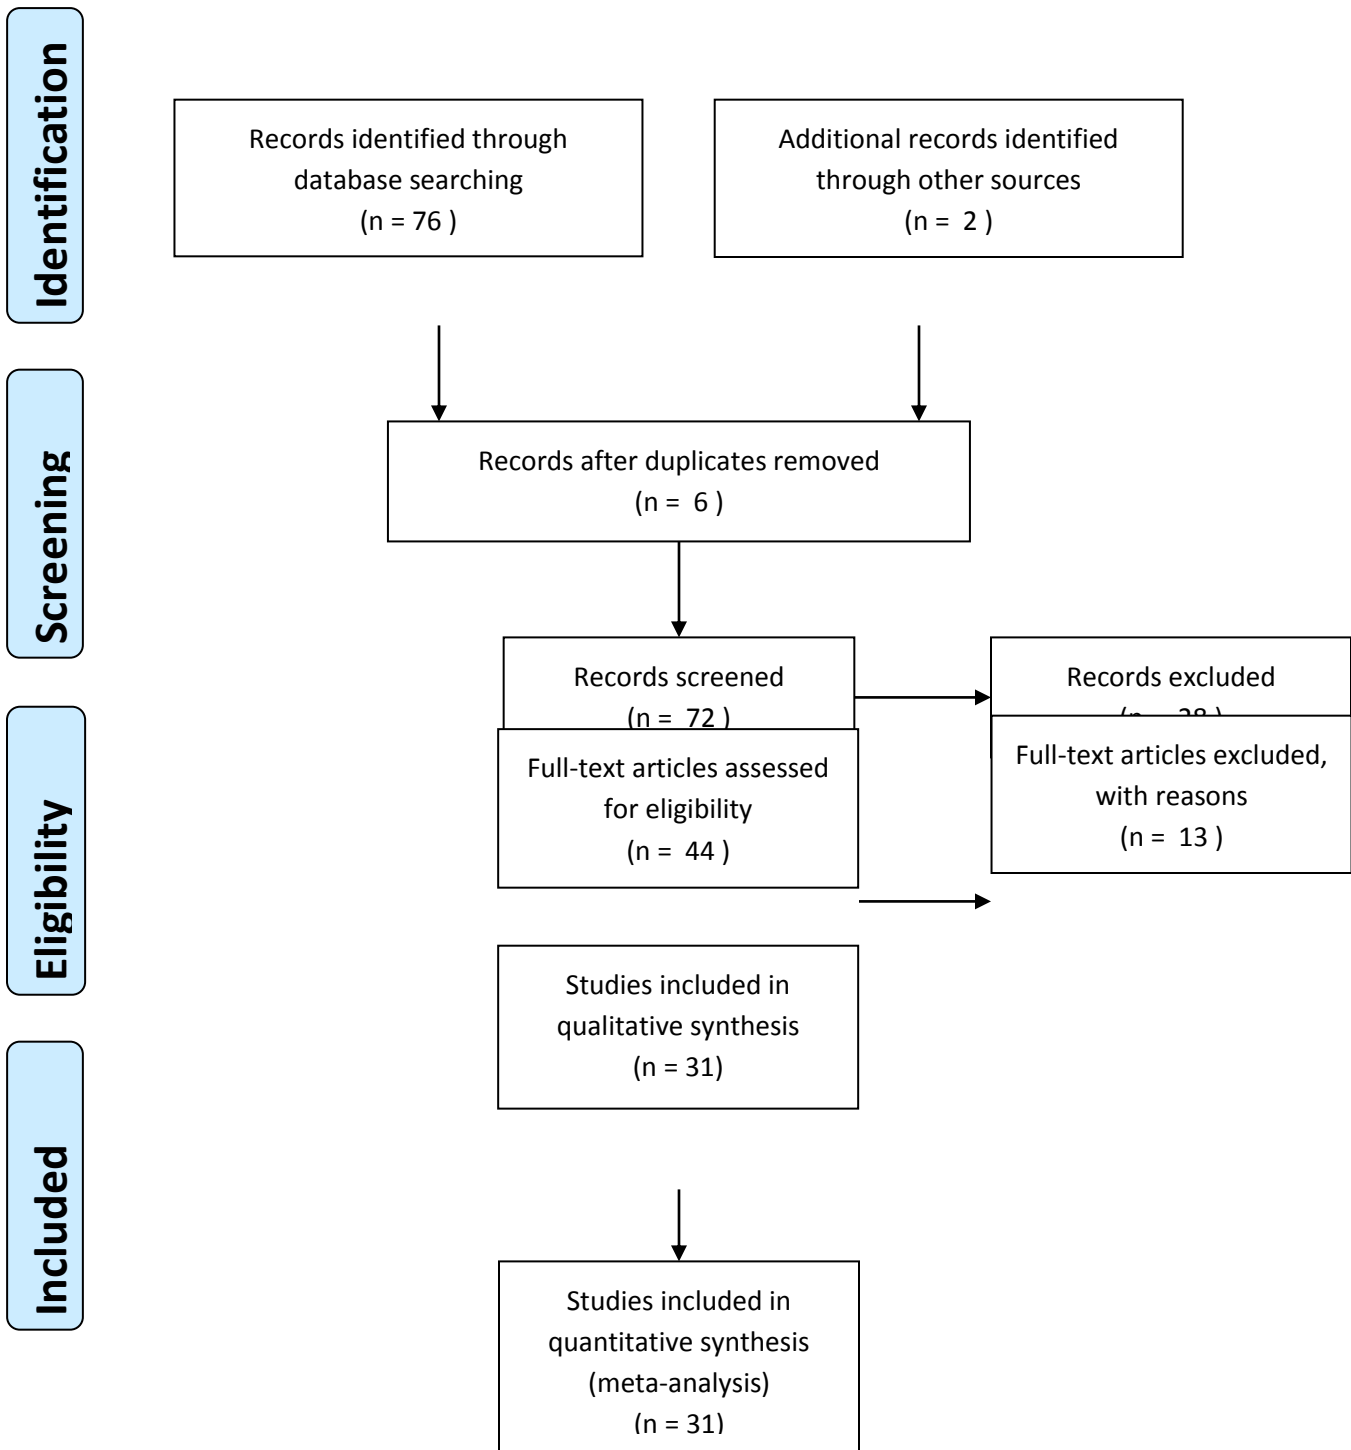 Identification
Records identified through
database searching
(n = 76 )
Additional records identified
through other sources
(n =  2 )
Screening
Records after duplicates removed
(n =  6 )
Records screened
(n =  72 )
Records excluded
(n = 28 )
Eligibility
Full-text articles assessed
for eligibility
(n =  44 )
Full-text articles excluded,
with reasons
(n =  13 )
Studies included in
qualitative synthesis
(n = 31)
Included
Studies included in
quantitative synthesis
(meta-analysis)
(n = 31)